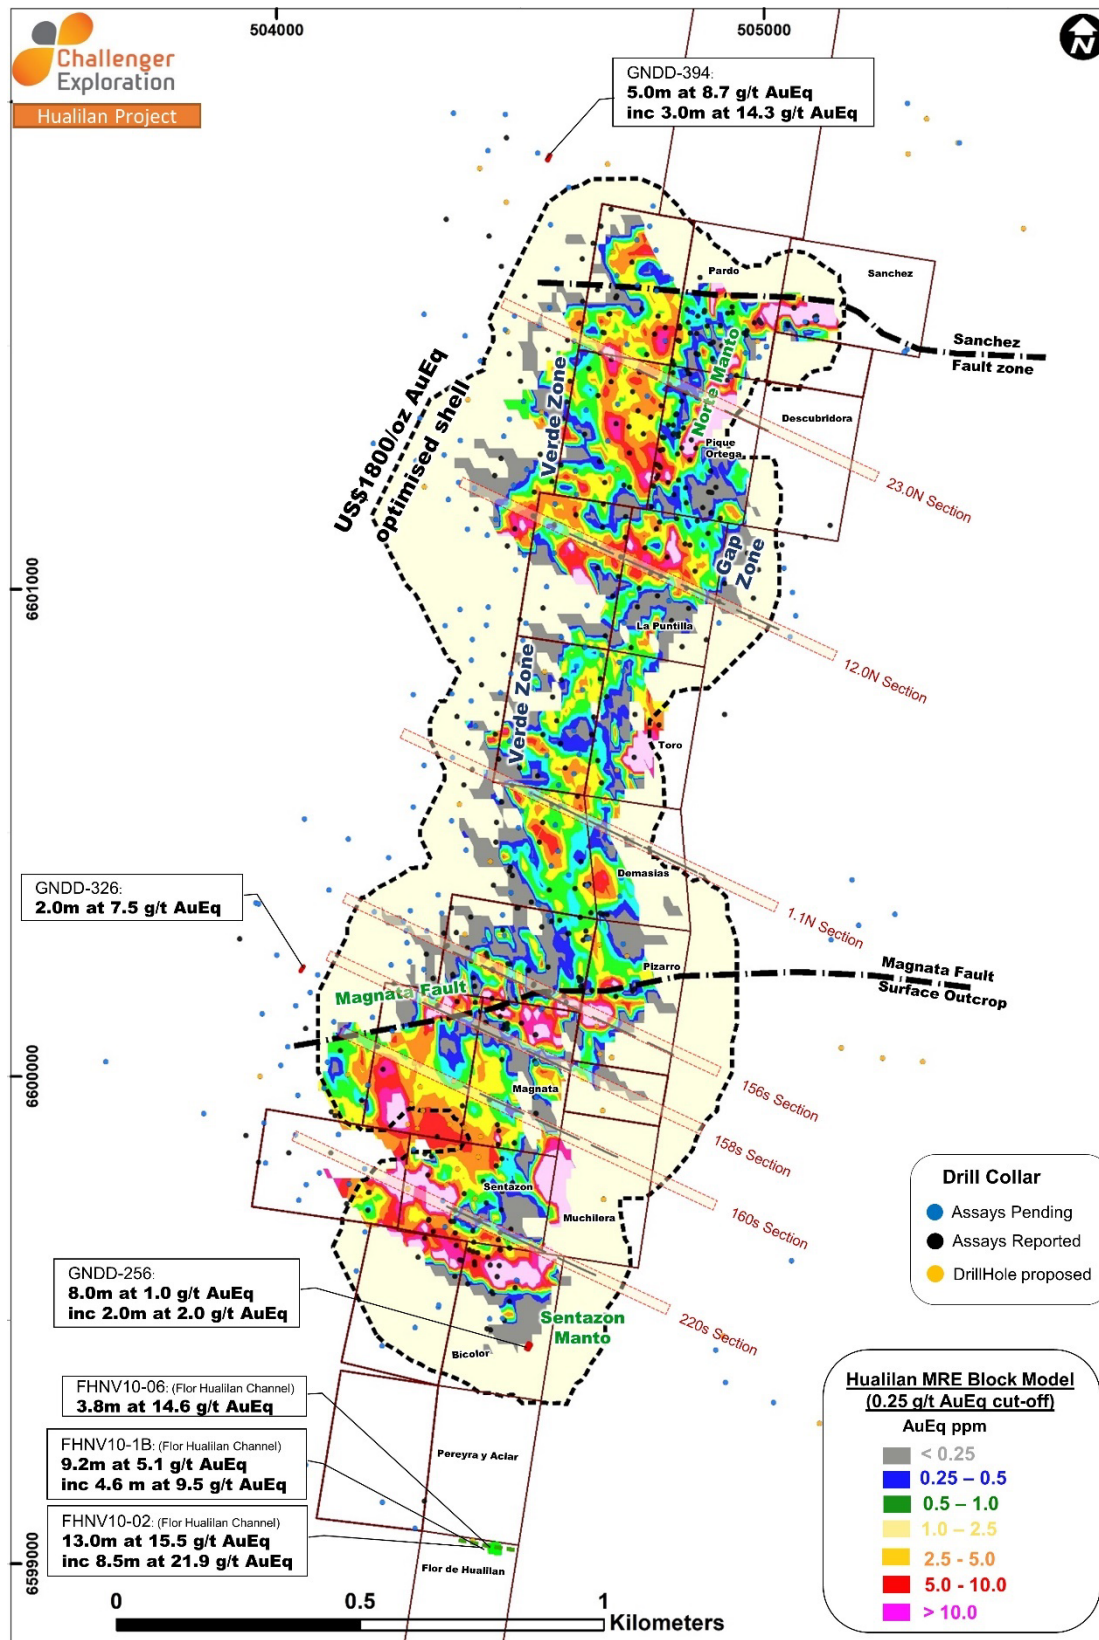 504000
505000
N
Challenger
Exploration
Hualilan Project
GNDD-394:
5.0m at 8.7 g/t AuEq
inc 3.0m at 14.3 g/t AuEq
Pardo
Sanchez
Sanchez
Fault zone
US$1800/oz AuEq
optimised shell
Verde Zone
Norte Manto
Descubridora
Pique
Ortega
23.0N Section
Gap
Zone
6601000
La Puntilla
12.0N Section
Verde Zone
Toro
Demasias
GNDD-326:
2.0m at 7.5 g/t AuEq
1.1N Section
Pizarro
Magnata Fault
Surface Outcrop
Magnata Fault
6600000
Magnata
156s Section
158s Section
Sentazon
Muchilera
160s Section
Drill Collar
Assays Pending
Assays Reported
DrillHole proposed
GNDD-256:
8.0m at 1.0 g/t AuEq
inc 2.0m at 2.0 g/t AuEq
Sentazon
Manto
220s Section
Bicolor
FHNV10-06: (Flor Hualilan Channel)
3.8m at 14.6 g/t AuEq
FHNV10-1B: (Flor Hualilan Channel)
9.2m at 5.1 g/t AuEq
inc 4.6 m at 9.5 g/t AuEq
Pereyra y Aciar
FHNV10-02: (Flor Hualilan Channel)
13.0m at 15.5 g/t AuEq
inc 8.5m at 21.9 g/t AuEq
Flor de Hualilan
6599000
Hualilan MRE Block Model
(0.25 g/t AuEq cut-off)
AuEq ppm
< 0.25
0.25 – 0.5
0.5 – 1.0
1.0 – 2.5
2.5 - 5.0
5.0 - 10.0
> 10.0
0
0.5
1
Kilometers